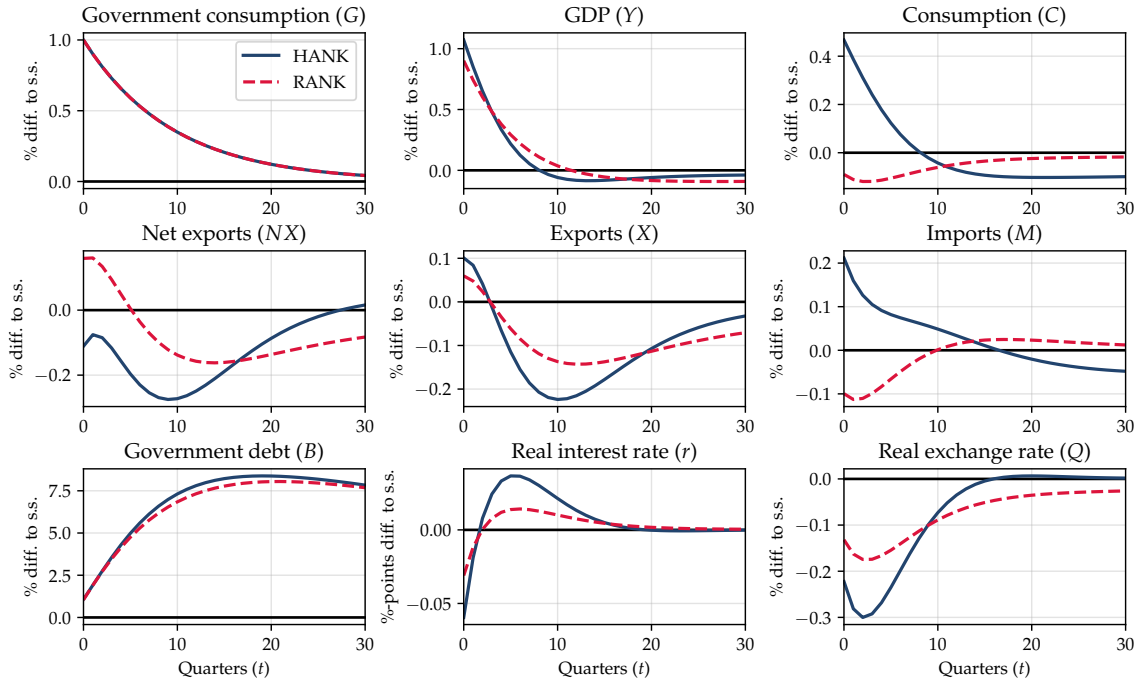 Government consumption (G)
GDP (Y)
Consumption (C)
% diff. to s.s.
1.0
0.5
0.0
HANK
RANK
0
10
20
30
% diff. to s.s.
1.0
0.5
0.0
0
10
20
30
% diff. to s.s.
0.4
0.2
0.0
0
10
20
30
Net exports (NX)
Exports (X)
Imports (M)
% diff. to s.s.
0.0
−0.2
0
10
20
30
% diff. to s.s.
0.1
0.0
−0.1
−0.2
0
10
20
30
% diff. to s.s.
0.2
0.1
0.0
−0.1
0
10
20
30
Government debt (B)
Real interest rate (r)
Real exchange rate (Q)
% diff. to s.s.
7.5
5.0
2.5
0.0
0
10
20
30
Quarters (t)
%-points diff. to s.s.
0.00
−0.05
0
10
20
30
Quarters (t)
% diff. to s.s.
0.0
−0.1
−0.2
−0.3
0
10
20
30
Quarters (t)